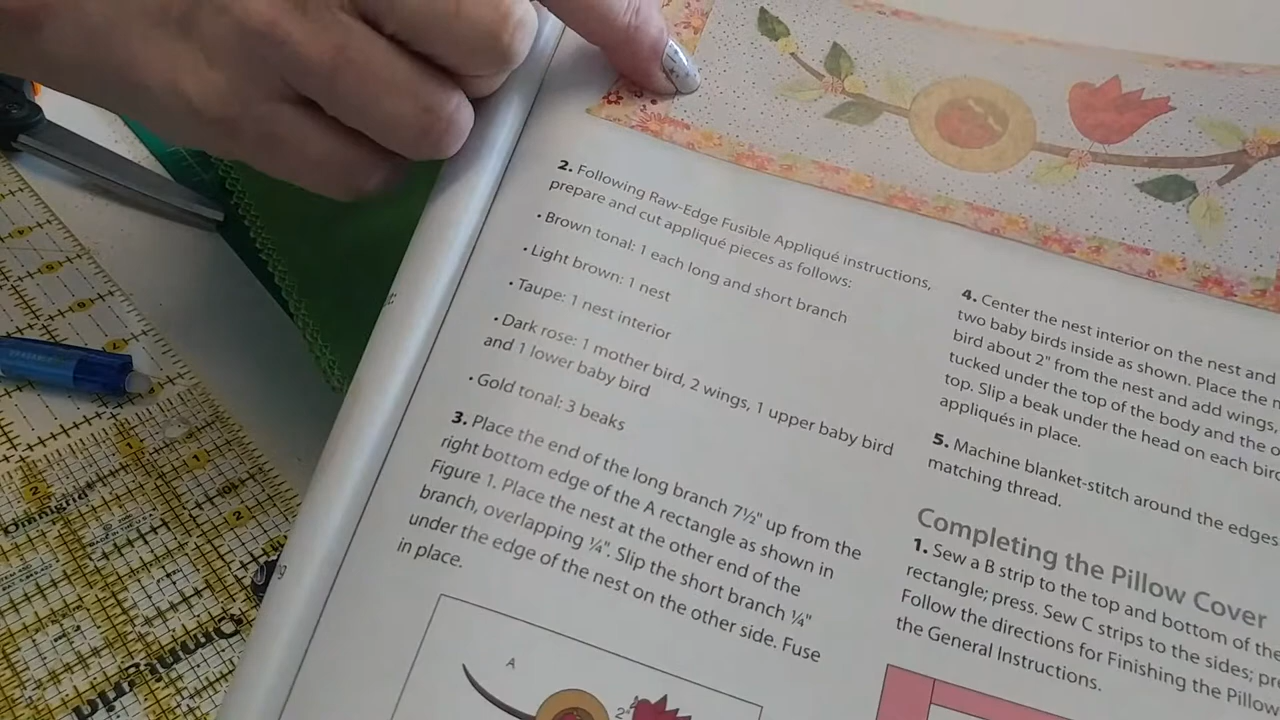 2. Following Raw-Edge Fusible Appliqué instructions,
prepare and cut appliqué pieces as follows:
• Brown tonal: 1 each long and short branch
• Light brown: 1 nest
• Taupe: 1 nest interior
• Dark rose: 1 mother bird, 2 wings, 1 upper baby bird
and 1 lower baby bird
• Gold tonal: 3 beaks
3. Place the end of the long branch 7½" up from the
right bottom edge of the A rectangle as shown in
Figure 1. Place the nest at the other end of the
branch, overlapping ¼". Slip the short branch ¼"
under the edge of the nest on the other side. Fuse
in place.
A
2"
4. Center the nest interior on the nest and
two baby birds inside as shown. Place the
bird about 2" from the nest and add wings,
tucked under the top of the body and the
top. Slip a beak under the head on each
appliqués in place.
5. Machine blanket-stitch around the edges
matching thread.
Completing the Pillow Cover
1. Sew a B strip to the top and bottom of the
rectangle; press. Sew C strips to the sides;
Follow the directions for Finishing the Pillow
the General Instructions.
Omnigrid
Omnigrid